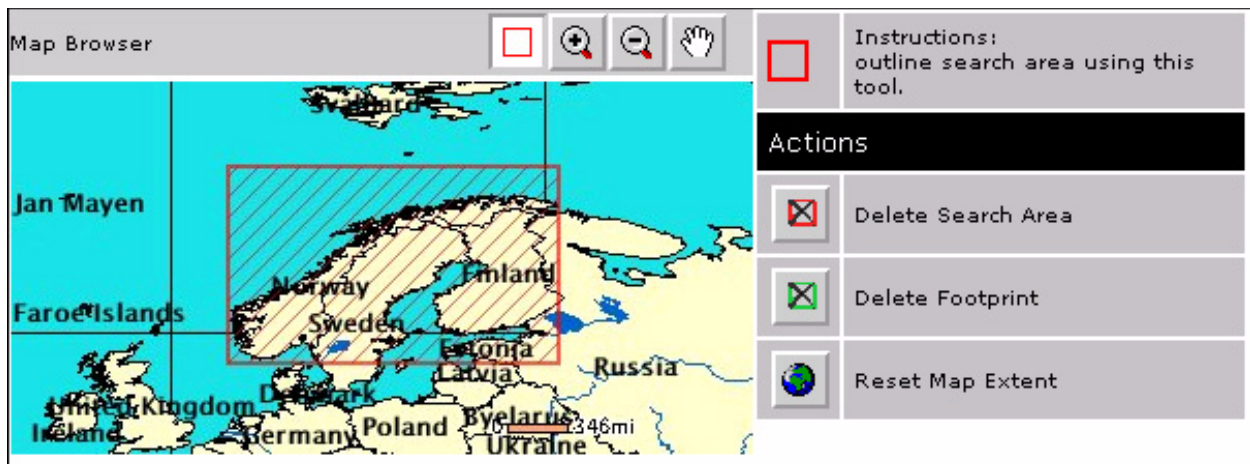 Map Browser
Instructions:
outline search area using this
tool.
Actions
Delete Search Area
Delete Footprint
Reset Map Extent
Svalbard
Jan Mayen
Norway
Finland
Faroe Islands
Sweden
Estonia
Latvia
Russia
Denmark
United Kingdom
Ireland
Germany
Poland
Byelarus
0 346mi
Ukraine